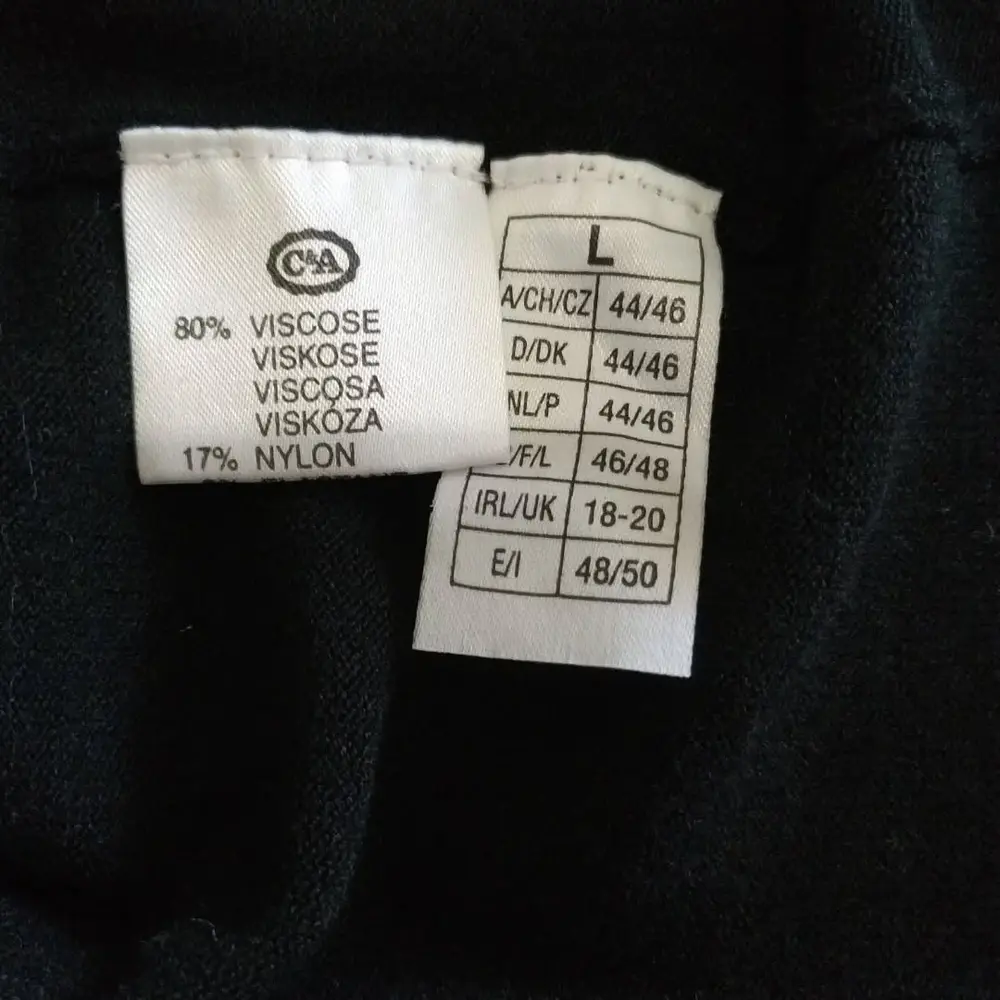 C&A
80% VISCOSE
VISKOSE
VISCOSA
VISKÓZA
17% NYLON
L
A/CH/CZ 44/46
D/DK 44/46
NL/P 44/46
/F/L 46/48
IRL/UK 18-20
E/I 48/50